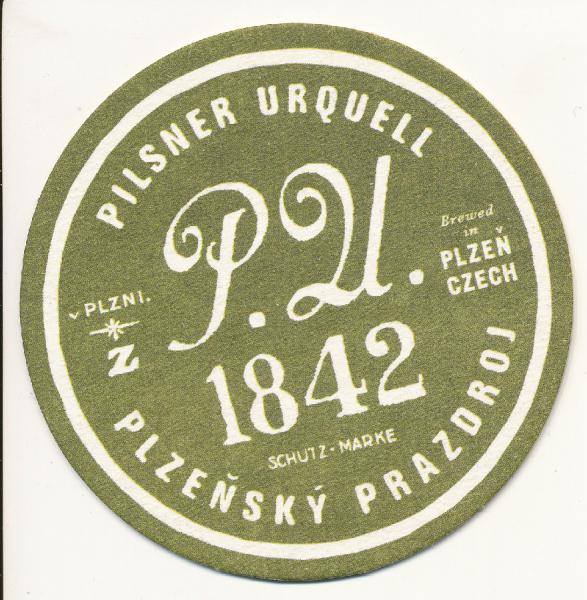 PILSNER URQUELL
P.U.
Brewed
in
PLZEŇ
CZECH
v PLZNI.
Z
1842
SCHUTZ-MARKE
PLZEŇSKÝ PRAZDROJ